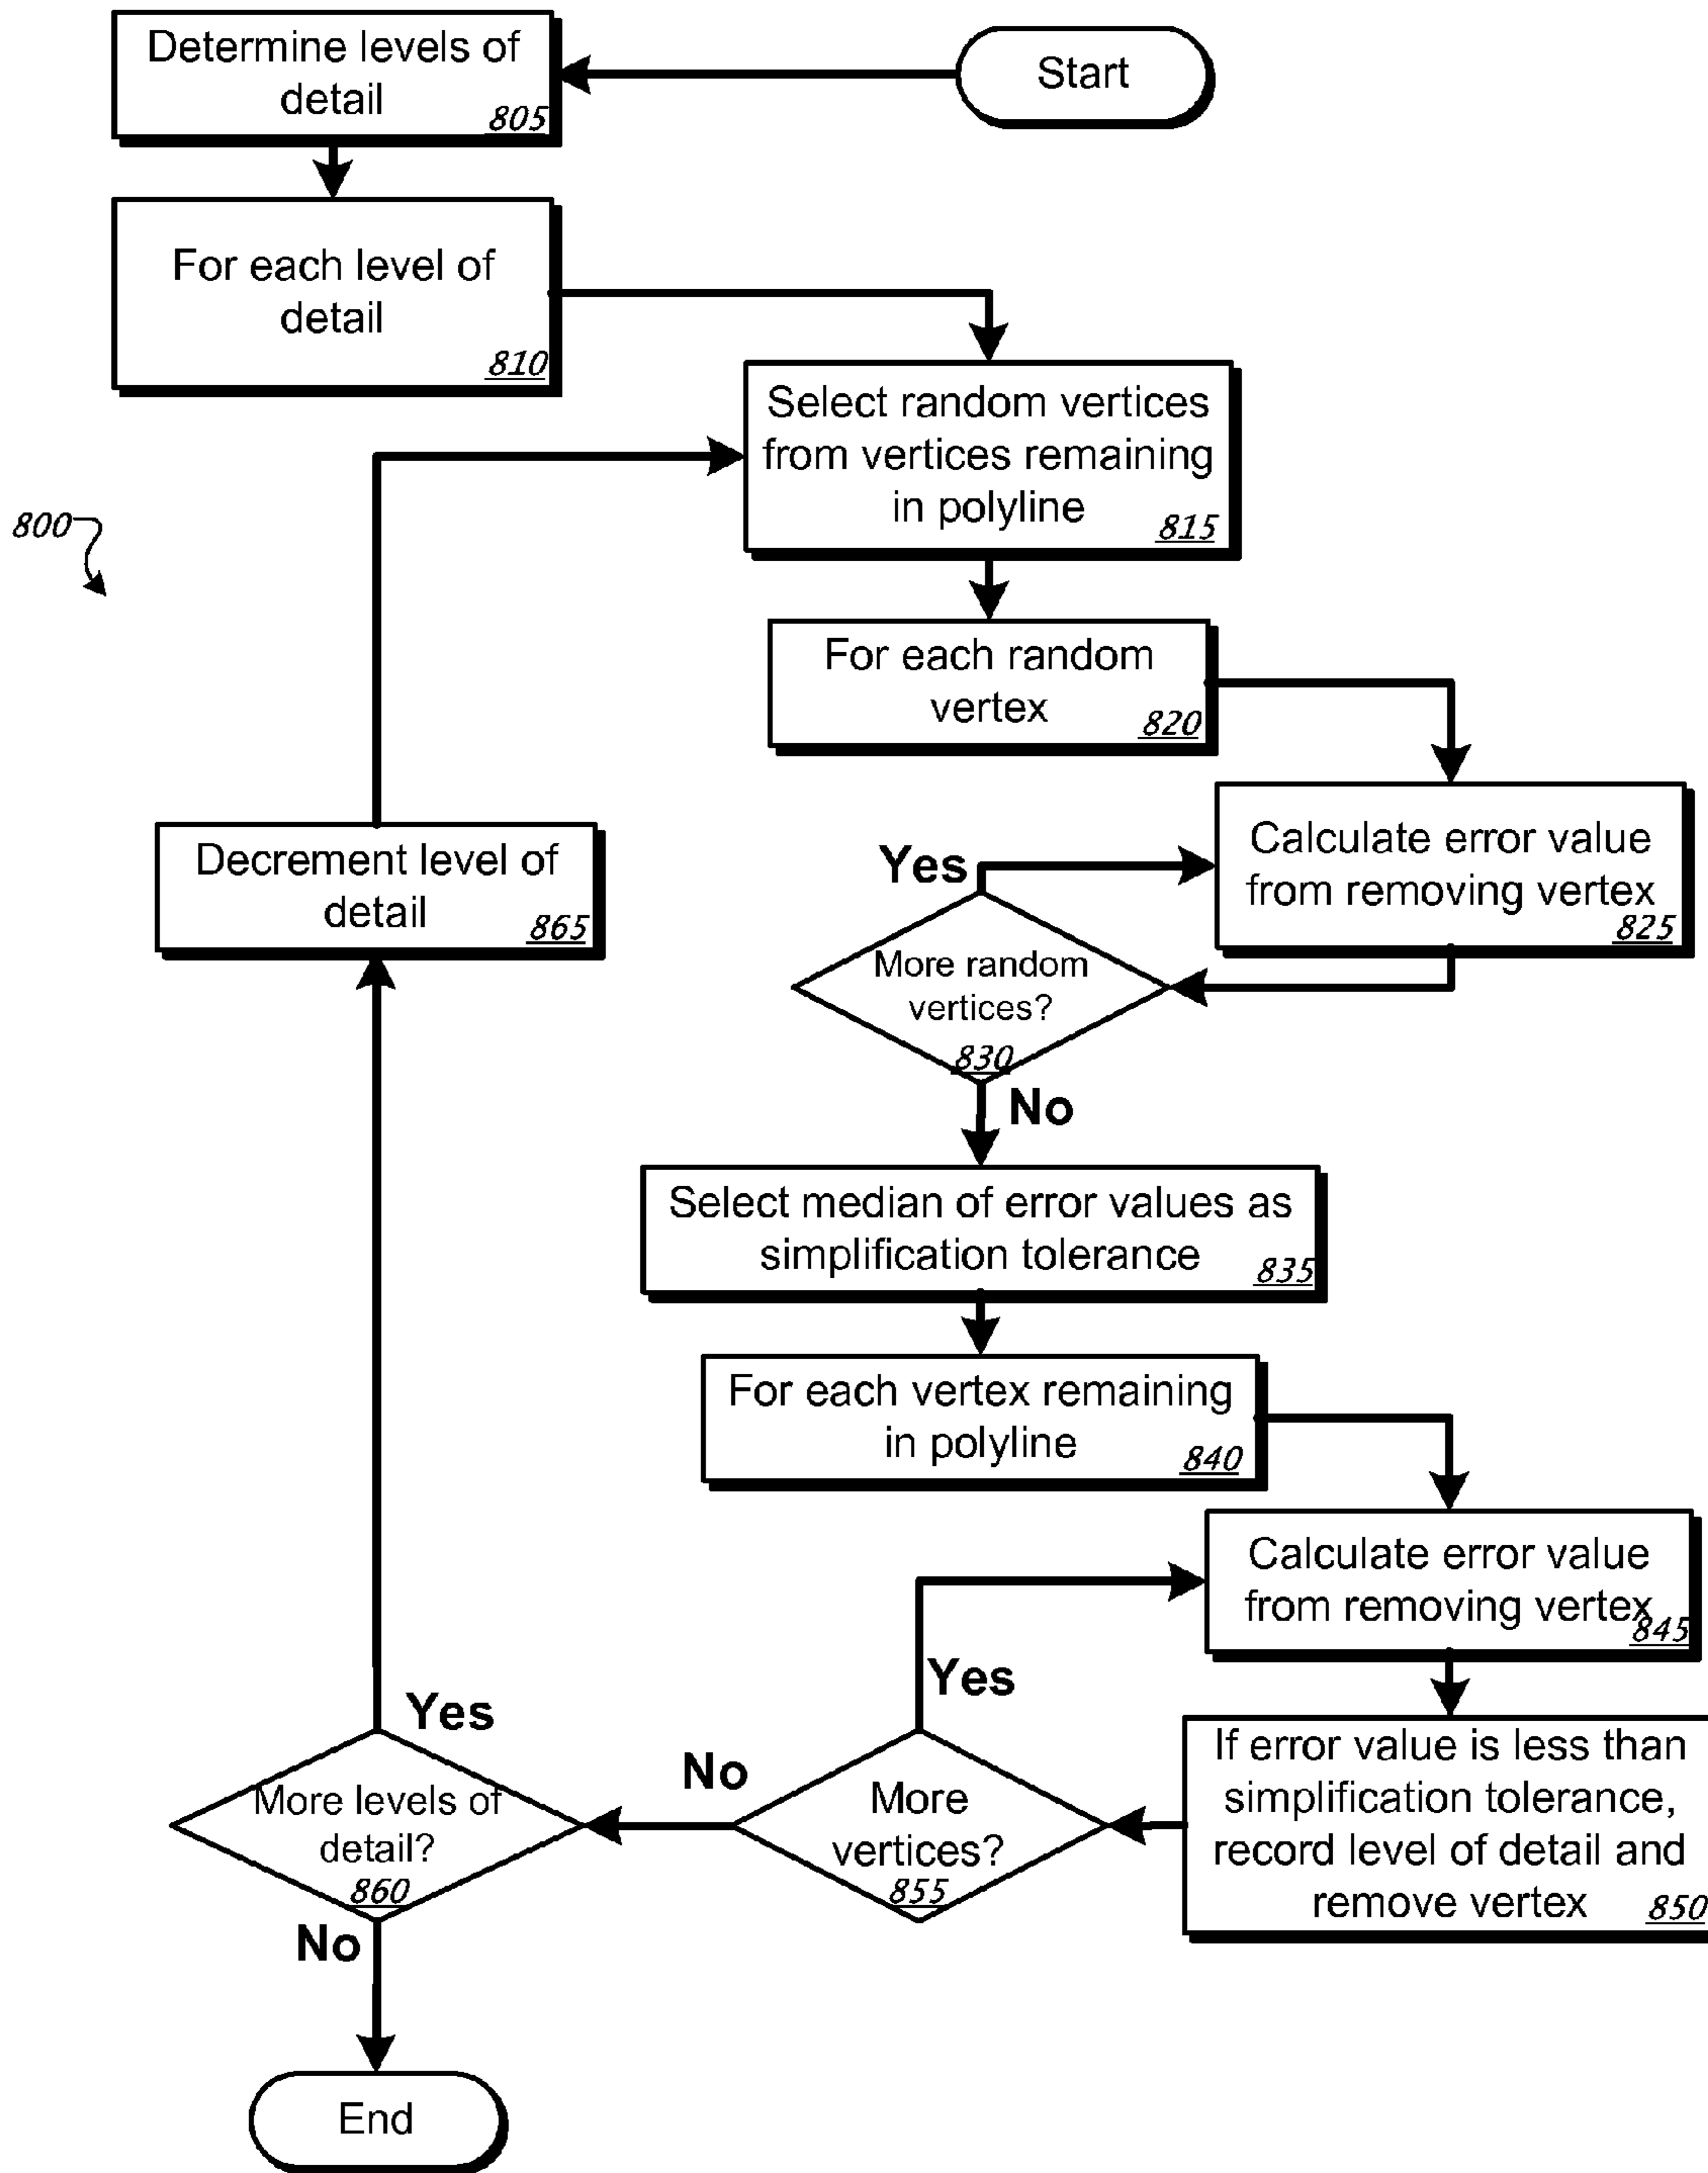 Start
Determine levels of
detail
805
For each level of
detail
810
Select random vertices
from vertices remaining
in polyline
815
800
For each random
vertex
820
Calculate error value
from removing vertex
825
Yes
More random
vertices?
830
No
Decrement level of
detail
865
Select median of error values as
simplification tolerance
835
For each vertex remaining
in polyline
840
Calculate error value
from removing vertex
845
If error value is less than
simplification tolerance,
record level of detail and
remove vertex
850
Yes
More
vertices?
855
No
Yes
More levels of
detail?
860
No
End